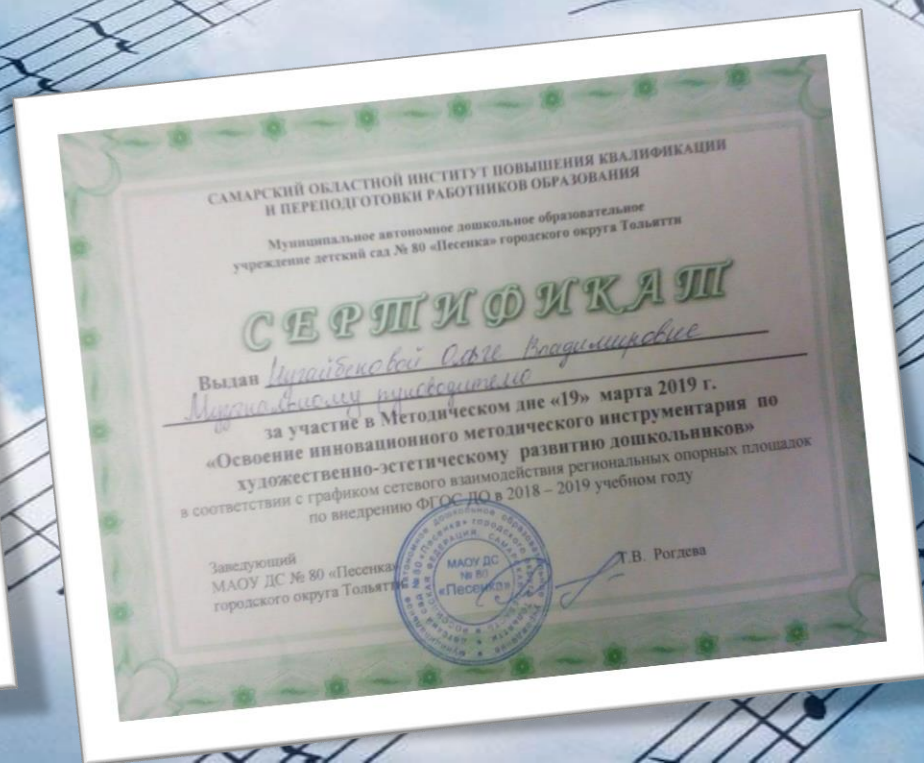 САМАРСКИЙ ОБЛАСТНОЙ ИНСТИТУТ ПОВЫШЕНИЯ КВАЛИФИКАЦИИ
И ПЕРЕПОДГОТОВКИ РАБОТНИКОВ ОБРАЗОВАНИЯ
Муниципальное автономное дошкольное образовательное
учреждение детский сад № 80 «Песенка» городского округа Тольятти
СЕРТИФИКАТ
Выдан Ольге Владимировне
Музыкальному руководителю
за участие в Методическом дне «19» марта 2019 г.
«Освоение инновационного методического инструментария по
художественно-эстетическому развитию дошкольников»
в соответствии с графиком сетевого взаимодействия региональных опорных площадок
по внедрению ФГОС ДО в 2018 – 2019 учебном году
Заведующий
МАОУ ДС № 80 «Песенка»
городского округа Тольятти
Т.В. Роглева
МАОУ ДС
№ 80
«Песенка»